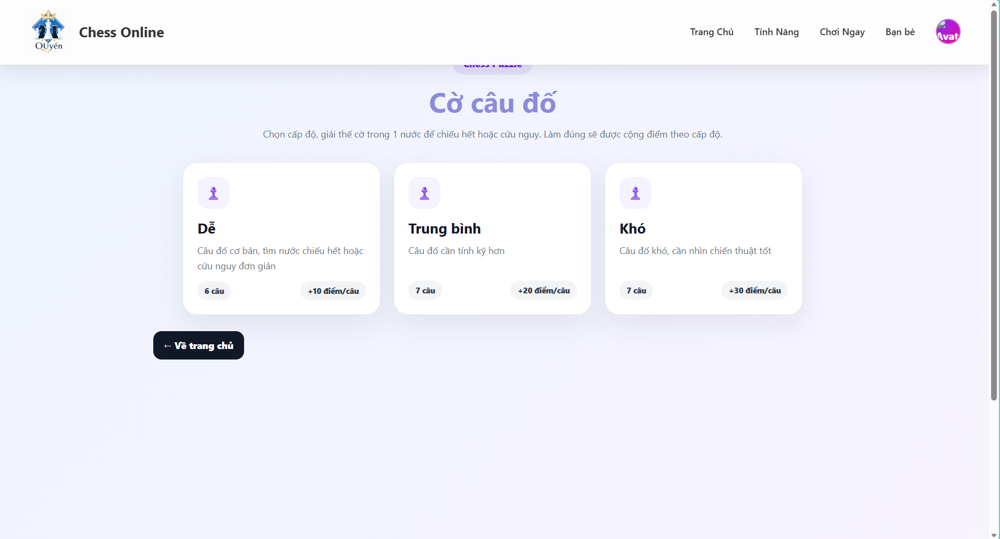 QUyến
Chess Online
Trang Chủ
Tính Năng
Chơi Ngay
Bạn bè
Avat
Chess Puzzle
Cờ câu đố
Chọn cấp độ, giải thế cờ trong 1 nước để chiếu hết hoặc cứu nguy. Làm đúng sẽ được cộng điểm theo cấp độ.
Dễ
Câu đố cơ bản, tìm nước chiếu hết hoặc
cứu nguy đơn giản
6 câu
+10 điểm/câu
Trung bình
Câu đố cần tính kỹ hơn
7 câu
+20 điểm/câu
Khó
Câu đố khó, cần nhìn chiến thuật tốt
7 câu
+30 điểm/câu
← Về trang chủ